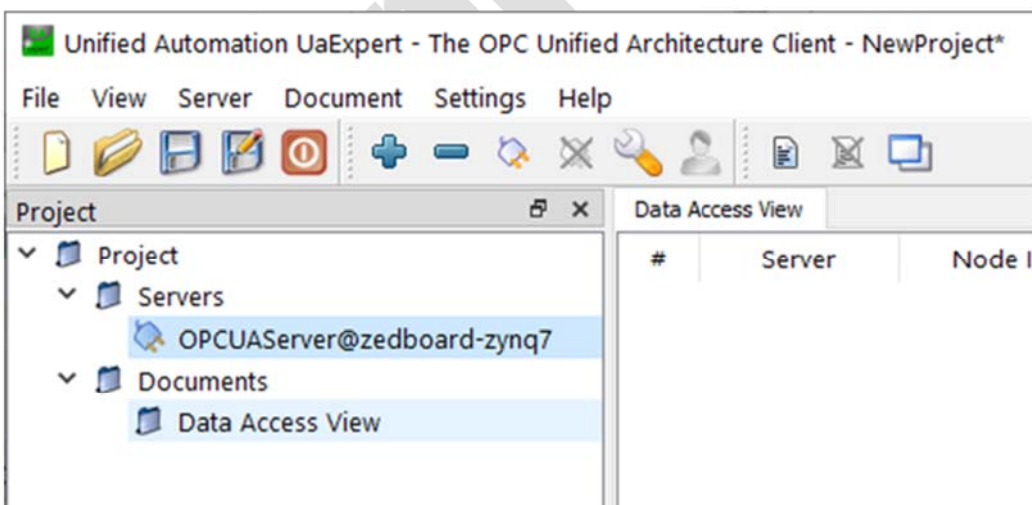 Unified Automation UaExpert - The OPC Unified Architecture Client - NewProject*
File View Server Document Settings Help
Project
Data Access View
Project
# Server Node I
Servers
OPCUAServer@zedboard-zynq7
Documents
Data Access View